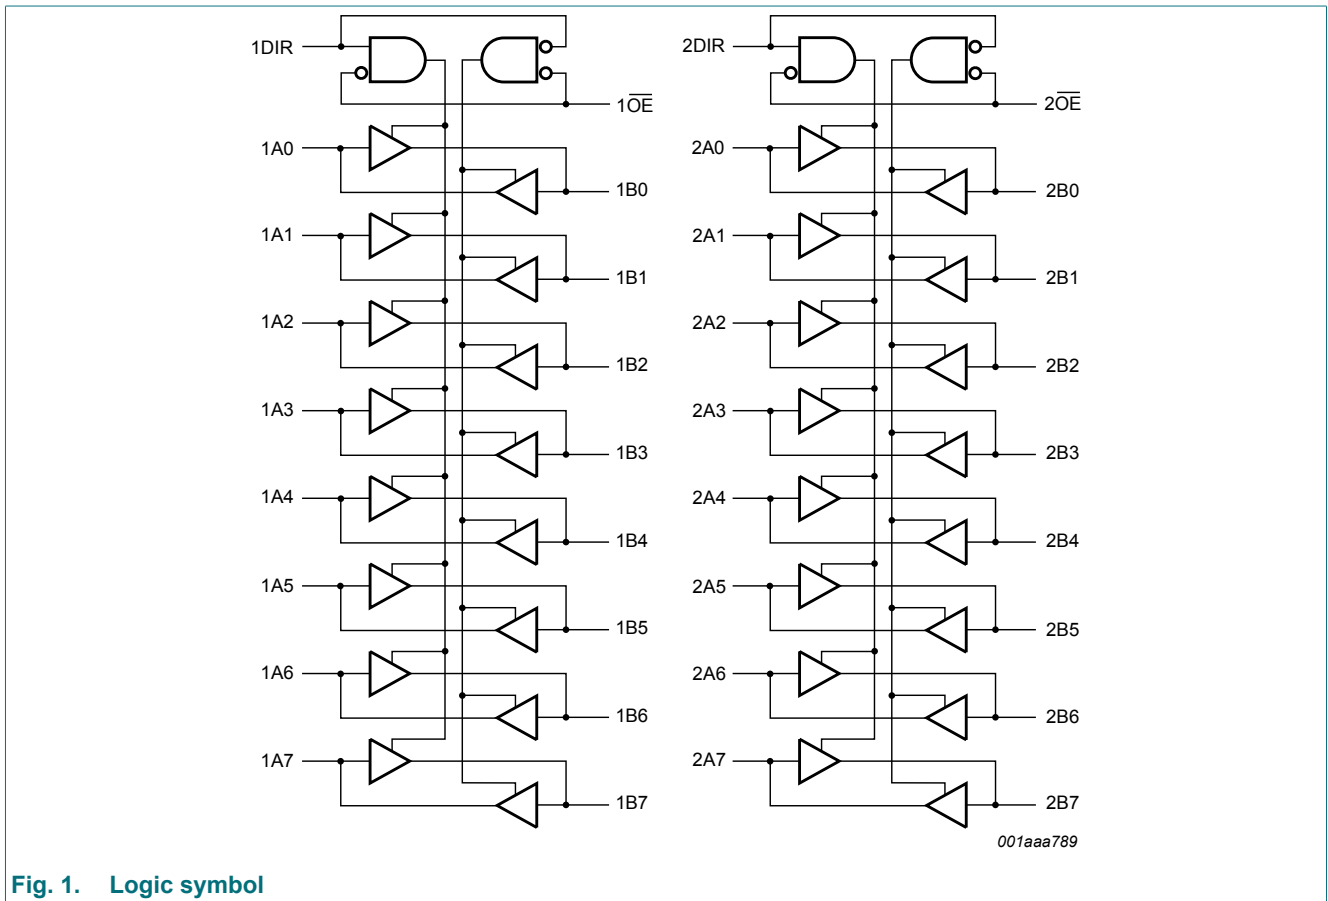 1DIR
2DIR
1O̅E̅
2O̅E̅
1A0
2A0
1B0
2B0
1A1
2A1
1B1
2B1
1A2
2A2
1B2
2B2
1A3
2A3
1B3
2B3
1A4
2A4
1B4
2B4
1A5
2A5
1B5
2B5
1A6
2A6
1B6
2B6
1A7
2A7
1B7
2B7
001aaa789
Fig. 1. Logic symbol